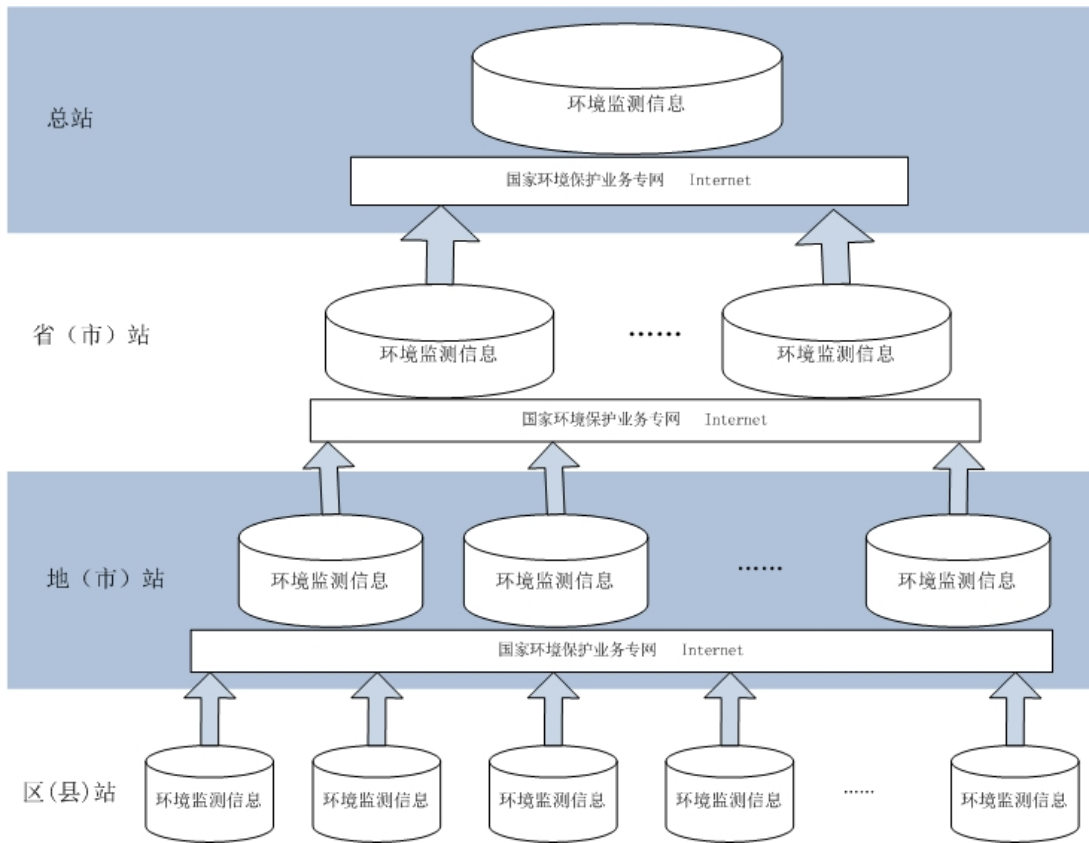 总站
环境监测信息
国家环境保护业务专网 Internet
省（市）站
环境监测信息 …… 环境监测信息
国家环境保护业务专网 Internet
地（市）站
环境监测信息 环境监测信息 …… 环境监测信息
国家环境保护业务专网 Internet
区(县)站
环境监测信息 环境监测信息 环境监测信息 环境监测信息 …… 环境监测信息